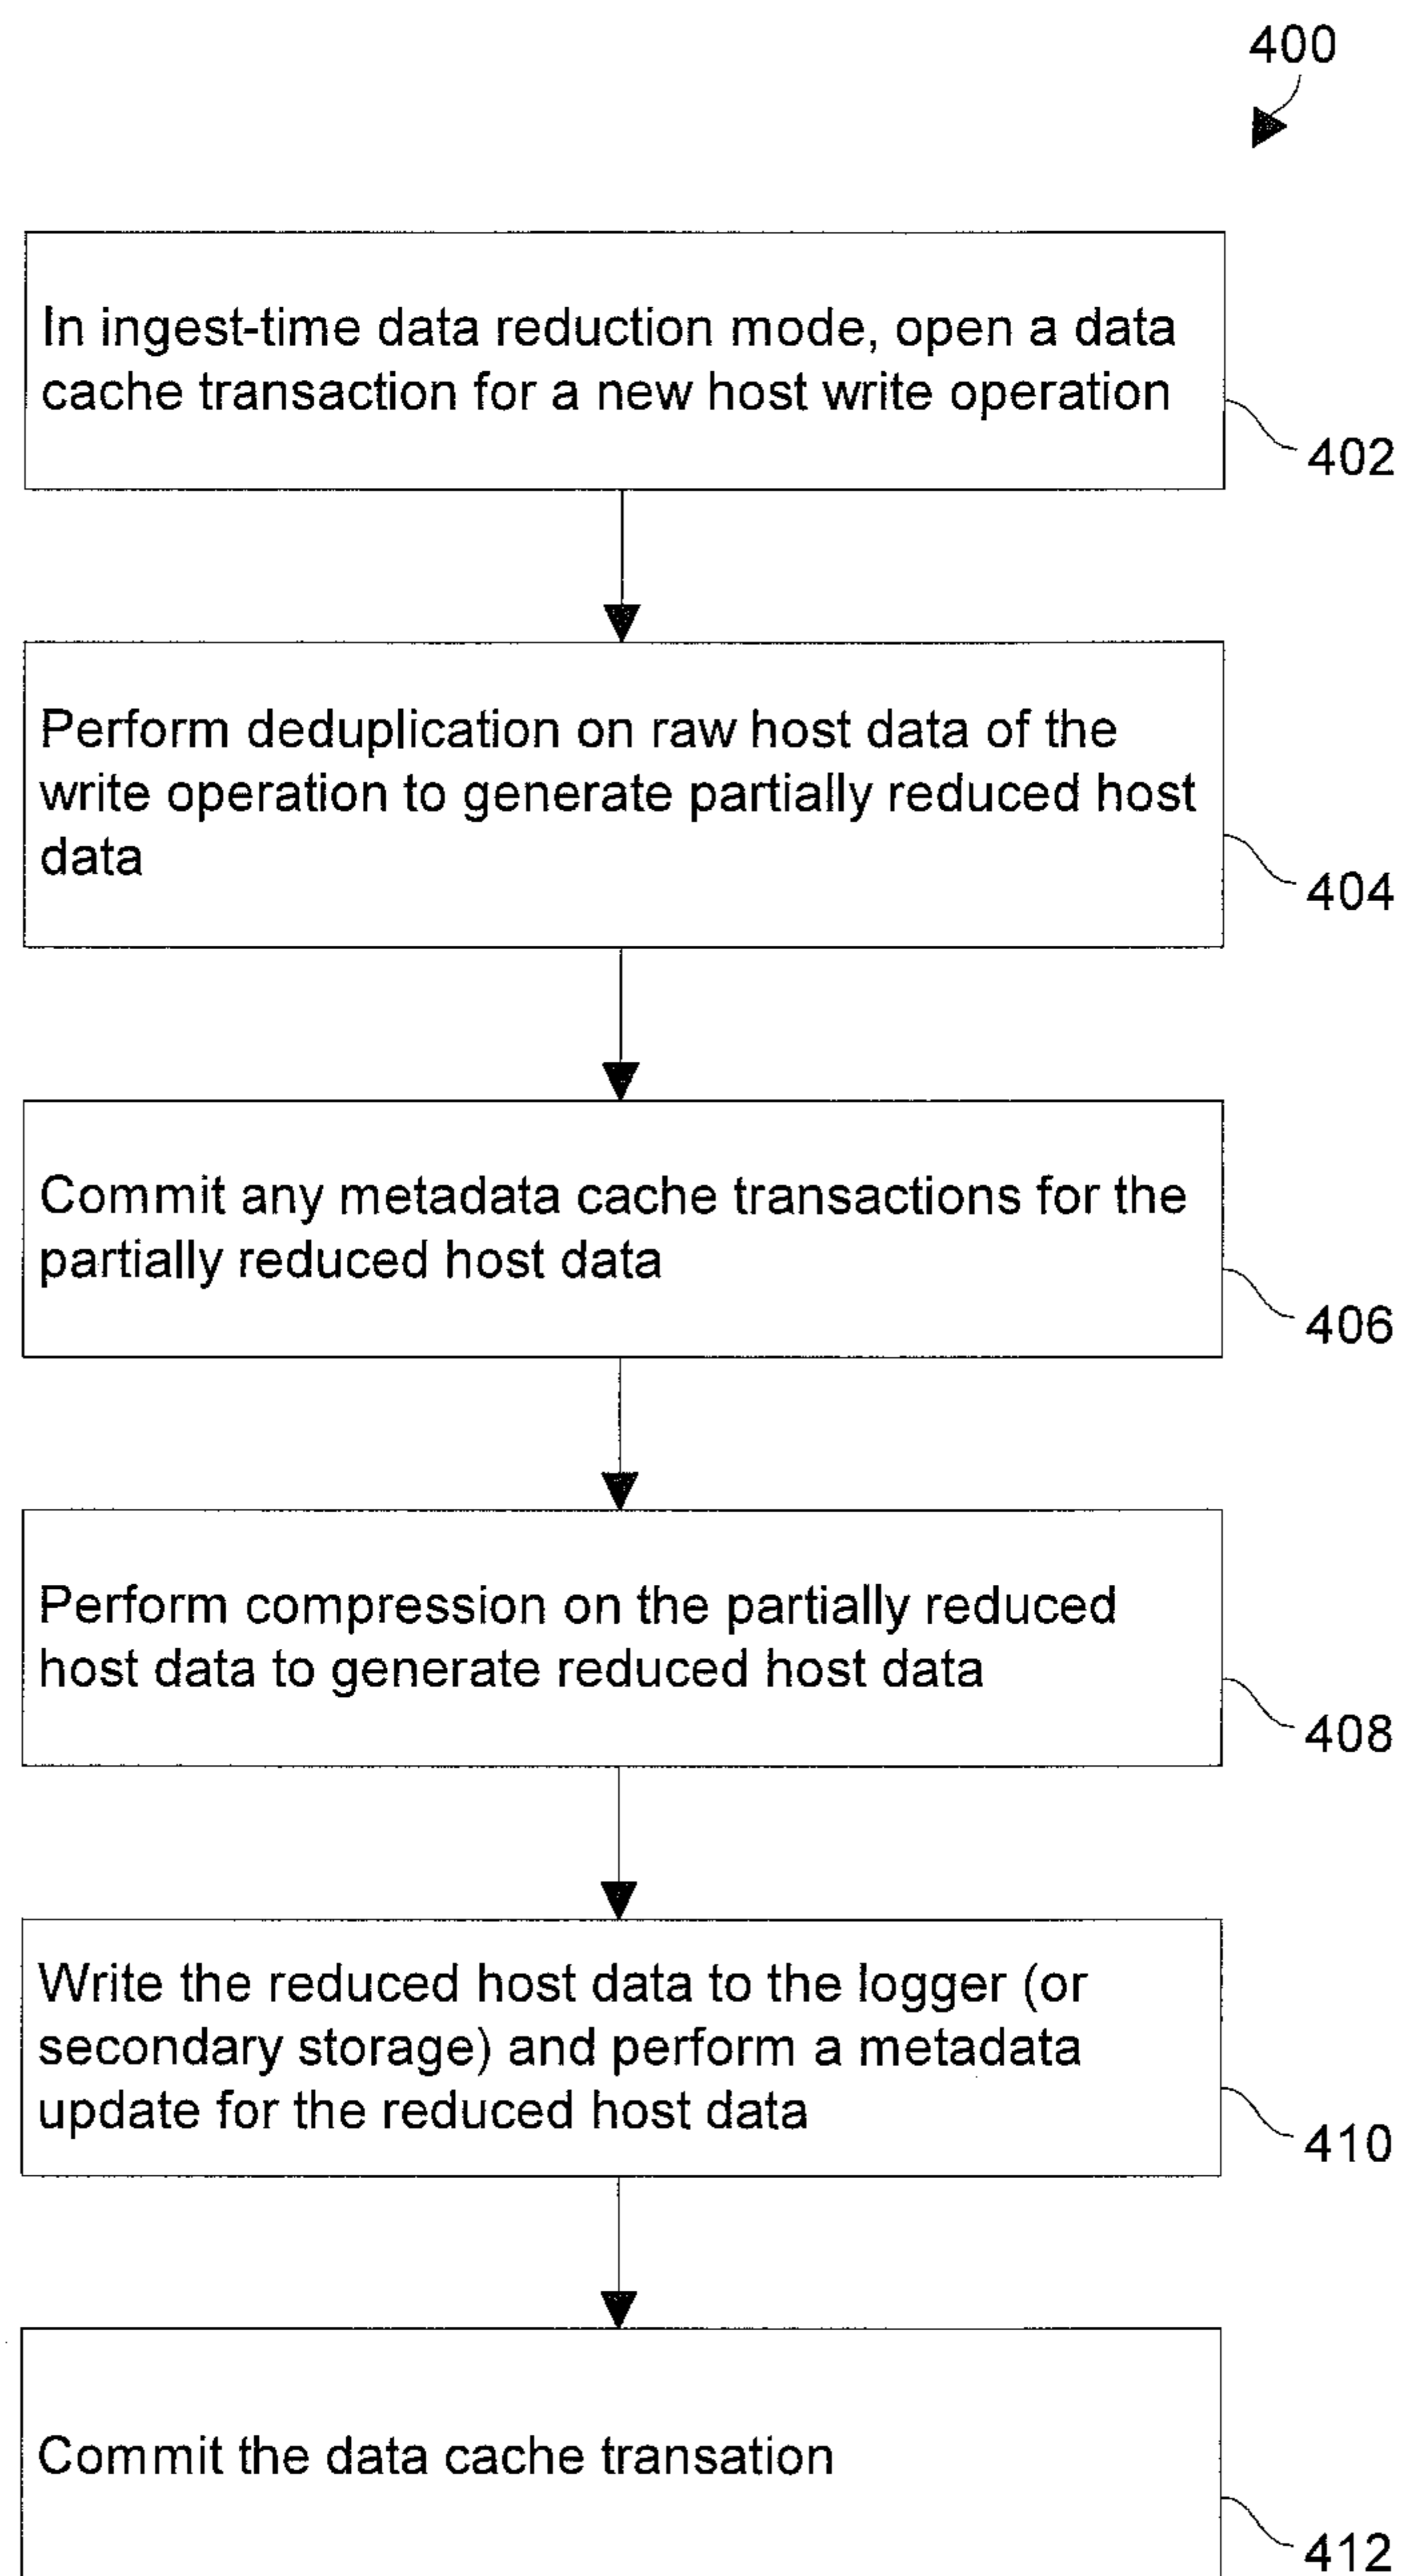 400
In ingest-time data reduction mode, open a data
cache transaction for a new host write operation
402
Perform deduplication on raw host data of the
write operation to generate partially reduced host
data
404
Commit any metadata cache transactions for the
partially reduced host data
406
Perform compression on the partially reduced
host data to generate reduced host data
408
Write the reduced host data to the logger (or
secondary storage) and perform a metadata
update for the reduced host data
410
Commit the data cache transation
412